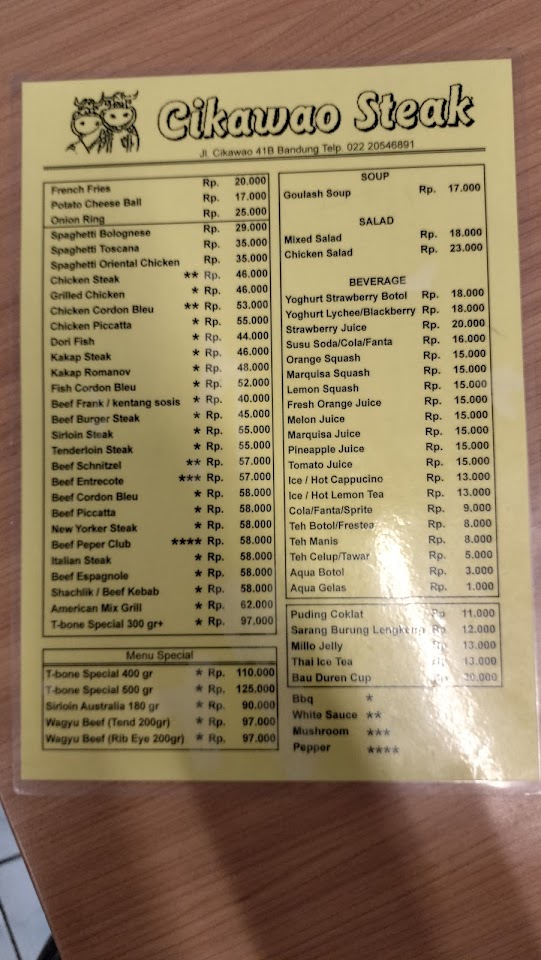 Cikawao Steak
Jl. Cikawao 41B Bandung Telp. 022 20546891
French Fries Rp. 20.000
Potato Cheese Ball Rp. 17.000
Onion Ring Rp. 25.000
Spaghetti Bolognese Rp. 29.000
Spaghetti Toscana Rp. 35.000
Spaghetti Oriental Chicken Rp. 35.000
Chicken Steak ** Rp. 46.000
Grilled Chicken * Rp. 46.000
Chicken Cordon Bleu ** Rp. 53.000
Chicken Piccatta * Rp. 55.000
Dori Fish * Rp. 44.000
Kakap Steak * Rp. 46.000
Kakap Romanov * Rp. 48.000
Fish Cordon Bleu * Rp. 52.000
Beef Frank / kentang sosis * Rp. 40.000
Beef Burger Steak * Rp. 45.000
Sirloin Steak * Rp. 55.000
Tenderloin Steak * Rp. 55.000
Beef Schnitzel ** Rp. 57.000
Beef Entrecote *** Rp. 57.000
Beef Cordon Bleu * Rp. 58.000
Beef Piccatta * Rp. 58.000
New Yorker Steak * Rp. 58.000
Beef Peper Club **** Rp. 58.000
Italian Steak * Rp. 58.000
Beef Espagnole * Rp. 58.000
Shachlik / Beef Kebab * Rp. 58.000
American Mix Grill * Rp. 62.000
T-bone Special 300 gr+ * Rp. 97.000
Menu Special
T-bone Special 400 gr * Rp. 110.000
T-bone Special 500 gr * Rp. 125.000
Sirloin Australia 180 gr * Rp. 90.000
Wagyu Beef (Tend 200gr) * Rp. 97.000
Wagyu Beef (Rib Eye 200gr) * Rp. 97.000
SOUP
Goulash Soup Rp. 17.000
SALAD
Mixed Salad Rp. 18.000
Chicken Salad Rp. 23.000
BEVERAGE
Yoghurt Strawberry Botol Rp. 18.000
Yoghurt Lychee/Blackberry Rp. 18.000
Strawberry Juice Rp. 20.000
Susu Soda/Cola/Fanta Rp. 16.000
Orange Squash Rp. 15.000
Marquisa Squash Rp. 15.000
Lemon Squash Rp. 15.000
Fresh Orange Juice Rp. 15.000
Melon Juice Rp. 15.000
Marquisa Juice Rp. 15.000
Pineapple Juice Rp. 15.000
Tomato Juice Rp. 15.000
Ice / Hot Cappucino Rp. 13.000
Ice / Hot Lemon Tea Rp. 13.000
Cola/Fanta/Sprite Rp. 9.000
Teh Botol/Frestea Rp. 8.000
Teh Manis Rp. 8.000
Teh Celup/Tawar Rp. 5.000
Aqua Botol Rp. 3.000
Aqua Gelas Rp. 1.000
Puding Coklat Rp 11.000
Sarang Burung Lengkeng Rp 12.000
Millo Jelly 13.000
Thai Ice Tea 13.000
Bau Duren Cup 30.000
Bbq *
White Sauce **
Mushroom ***
Pepper ****